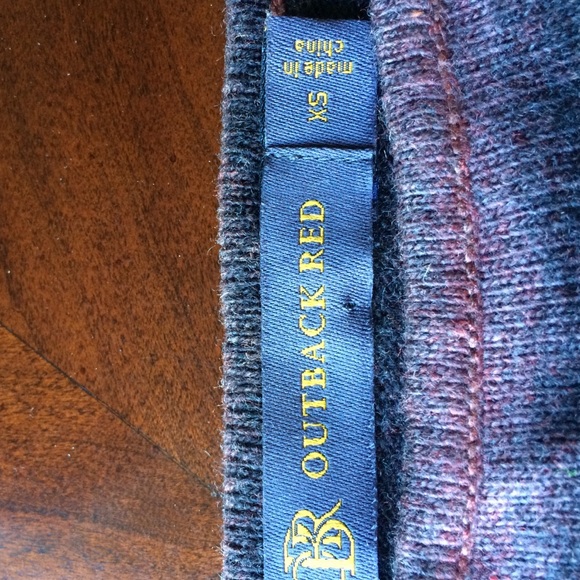 OUTBACK RED
XS
made in
china